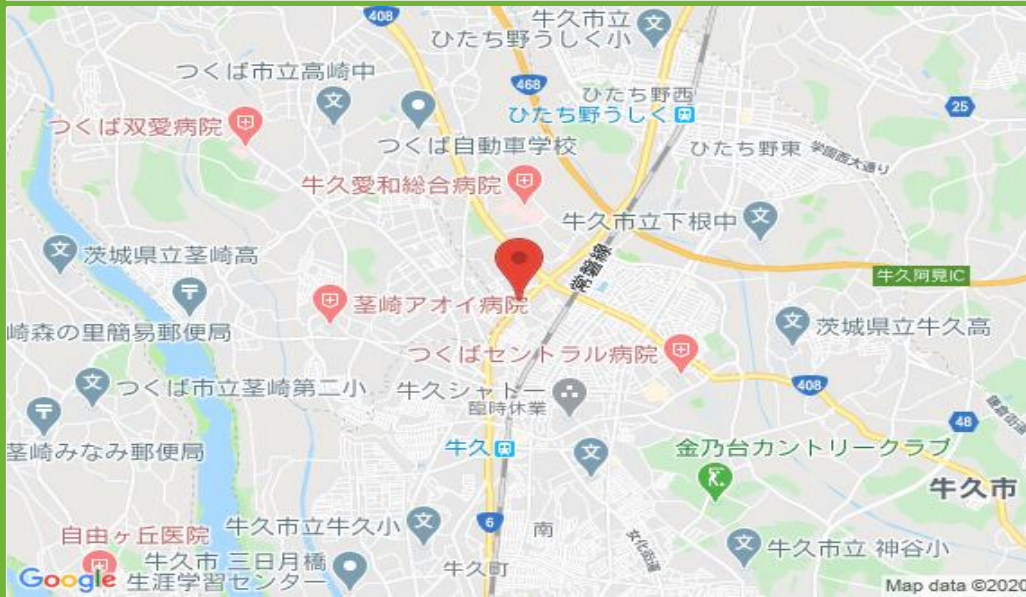 408
牛久市立
ひたち野うしく小
つくば市立高崎中
468
ひたち野西
ひたち野うしく
25
つくば双愛病院
つくば自動車学校
ひたち野東
学園西大通り
牛久愛和総合病院
牛久市立下根中
茨城県立茎崎高
常磐線
牛久阿見IC
茎崎アオイ病院
崎森の里簡易郵便局
茨城県立牛久高
つくばセントラル病院
つくば市立茎崎第二小
牛久シャトー
臨時休業
408
鎌倉街道
48
茎崎みなみ郵便局
牛久
金乃台カントリークラブ
牛久市
自由ヶ丘医院
牛久市立牛久小
6
南
女化街道
牛久市立 神谷小
牛久市 三日月橋
生涯学習センター
牛久町
Google
Map data ©2020